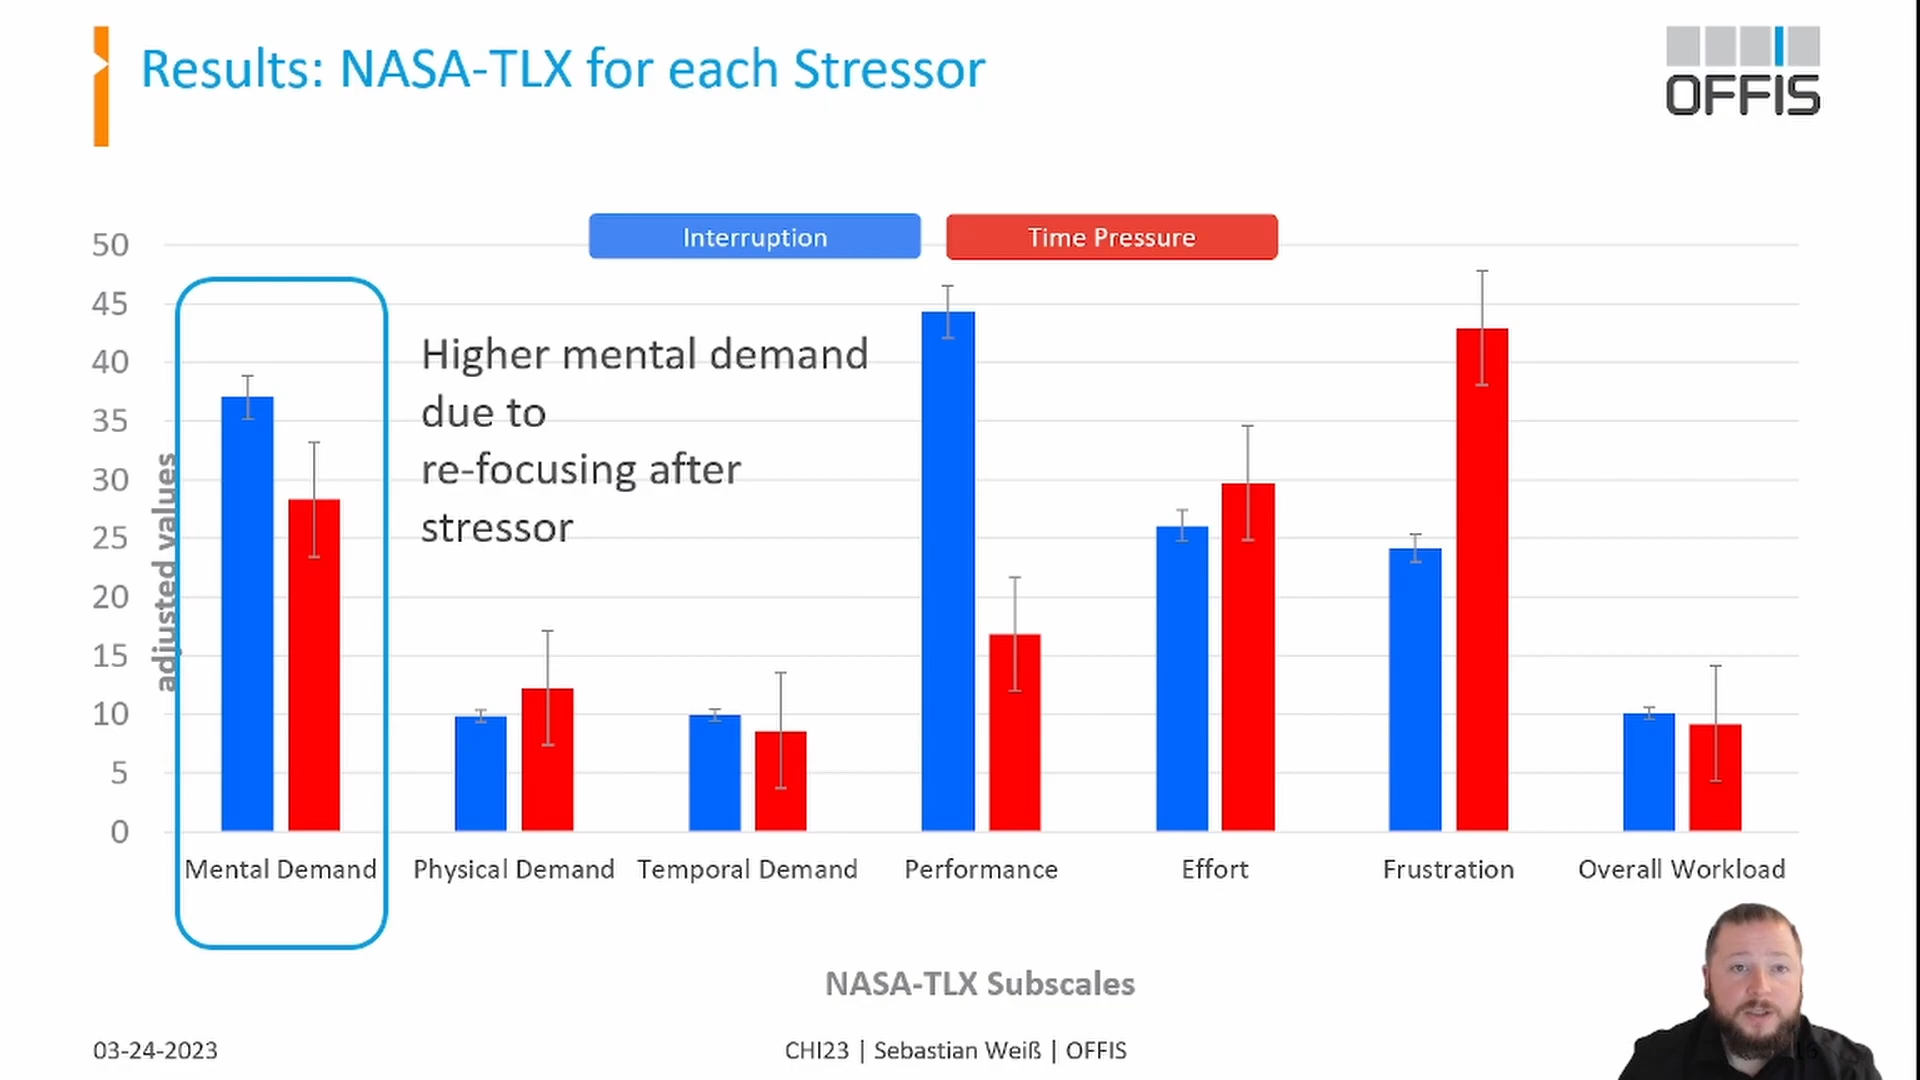 Results: NASA-TLX for each Stressor
OFFIS
Interruption
Time Pressure
50
45
40
35
30
25
20
15
10
5
0
adjusted values
Higher mental demand
due to
re-focusing after
stressor
Mental Demand
Physical Demand
Temporal Demand
Performance
Effort
Frustration
Overall Workload
NASA-TLX Subscales
03-24-2023
CHI23 | Sebastian Weiß | OFFIS
16